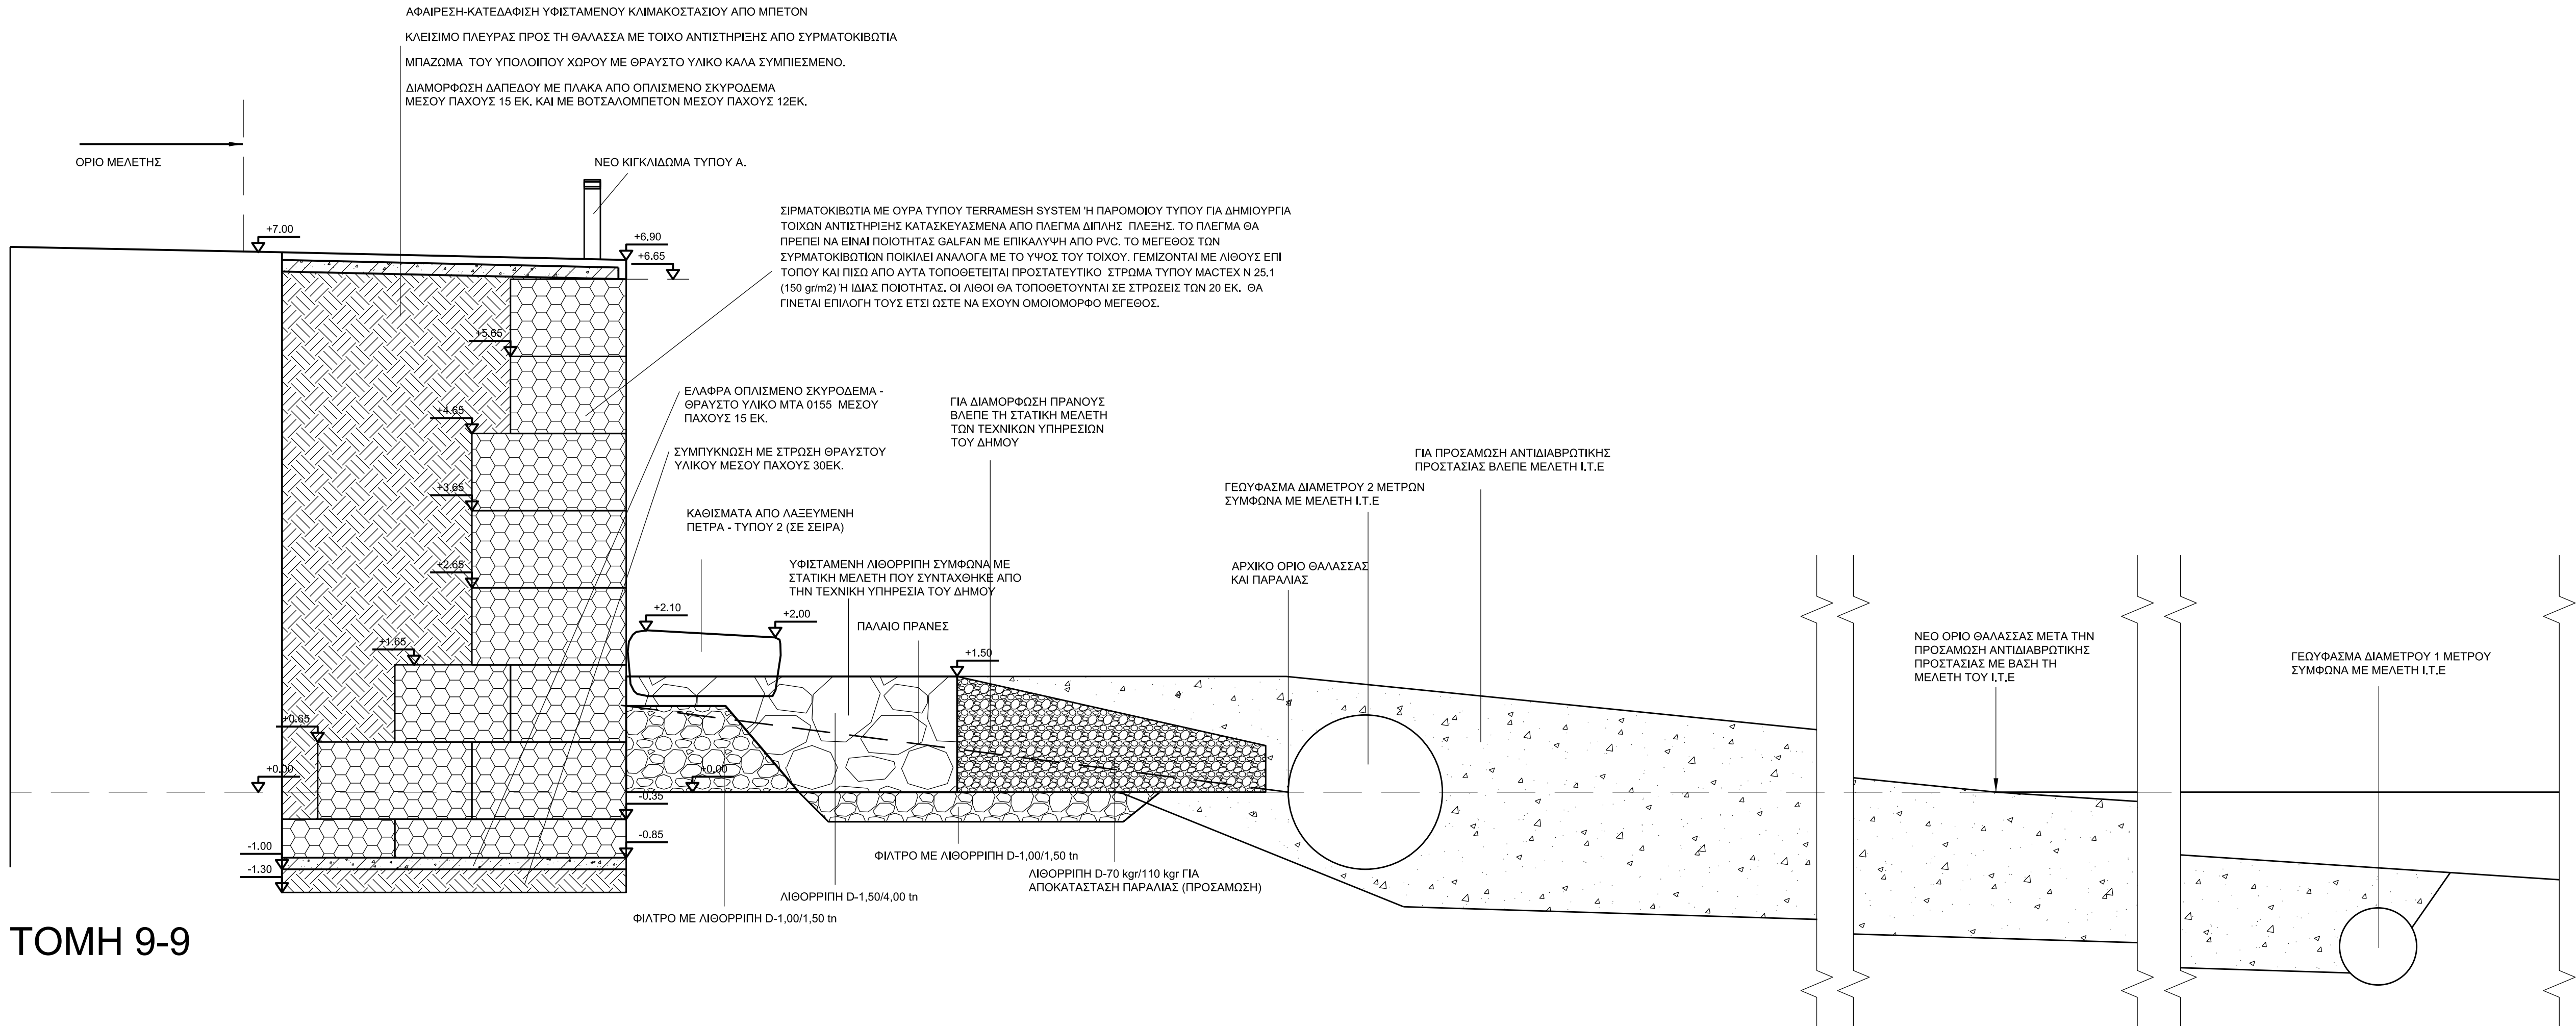 ΑΦΑΙΡΕΣΗ-ΚΑΤΕΔΑΦΙΣΗ ΥΦΙΣΤΑΜΕΝΟΥ ΚΛΙΜΑΚΟΣΤΑΣΙΟΥ ΑΠΟ ΜΠΕΤΟΝ
ΚΛΕΙΣΙΜΟ ΠΛΕΥΡΑΣ ΠΡΟΣ ΤΗ ΘΑΛΑΣΣΑ ΜΕ ΤΟΙΧΟ ΑΝΤΙΣΤΗΡΙΞΗΣ ΑΠΟ ΣΥΡΜΑΤΟΚΙΒΩΤΙΑ
ΜΠΑΖΩΜΑ ΤΟΥ ΥΠΟΛΟΙΠΟΥ ΧΩΡΟΥ ΜΕ ΘΡΑΥΣΤΟ ΥΛΙΚΟ ΚΑΛΑ ΣΥΜΠΙΕΣΜΕΝΟ.
ΔΙΑΜΟΡΦΩΣΗ ΔΑΠΕΔΟΥ ΜΕ ΠΛΑΚΑ ΑΠΟ ΟΠΛΙΣΜΕΝΟ ΣΚΥΡΟΔΕΜΑ
ΜΕΣΟΥ ΠΑΧΟΥΣ 15 ΕΚ. ΚΑΙ ΜΕ ΒΟΤΣΑΛΟΜΠΕΤΟΝ ΜΕΣΟΥ ΠΑΧΟΥΣ 12ΕΚ.
ΟΡΙΟ ΜΕΛΕΤΗΣ
ΝΕΟ ΚΙΓΚΛΙΔΩΜΑ ΤΥΠΟΥ Α.
ΣΙΡΜΑΤΟΚΙΒΩΤΙΑ ΜΕ ΟΥΡΑ ΤΥΠΟΥ TERRAMESH SYSTEM 'Η ΠΑΡΟΜΟΙΟΥ ΤΥΠΟΥ ΓΙΑ ΔΗΜΙΟΥΡΓΙΑ
ΤΟΙΧΩΝ ΑΝΤΙΣΤΗΡΙΞΗΣ ΚΑΤΑΣΚΕΥΑΣΜΕΝΑ ΑΠΟ ΠΛΕΓΜΑ ΔΙΠΛΗΣ ΠΛΕΞΗΣ. ΤΟ ΠΛΕΓΜΑ ΘΑ
ΠΡΕΠΕΙ ΝΑ ΕΙΝΑΙ ΠΟΙΟΤΗΤΑΣ GALFAN ΜΕ ΕΠΙΚΑΛΥΨΗ ΑΠΟ PVC. ΤΟ ΜΕΓΕΘΟΣ ΤΩΝ
ΣΥΡΜΑΤΟΚΙΒΩΤΙΩΝ ΠΟΙΚΙΛΕΙ ΑΝΑΛΟΓΑ ΜΕ ΤΟ ΥΨΟΣ ΤΟΥ ΤΟΙΧΟΥ. ΓΕΜΙΖΟΝΤΑΙ ΜΕ ΛΙΘΟΥΣ ΕΠΙ
ΤΟΠΟΥ ΚΑΙ ΠΙΣΩ ΑΠΟ ΑΥΤΑ ΤΟΠΟΘΕΤΕΙΤΑΙ ΠΡΟΣΤΑΤΕΥΤΙΚΟ ΣΤΡΩΜΑ ΤΥΠΟΥ MACTEX N 25.1
(150 gr/m2) Ή ΙΔΙΑΣ ΠΟΙΟΤΗΤΑΣ. ΟΙ ΛΙΘΟΙ ΘΑ ΤΟΠΟΘΕΤΟΥΝΤΑΙ ΣΕ ΣΤΡΩΣΕΙΣ ΤΩΝ 20 ΕΚ. ΘΑ
ΓΙΝΕΤΑΙ ΕΠΙΛΟΓΗ ΤΟΥΣ ΕΤΣΙ ΩΣΤΕ ΝΑ ΕΧΟΥΝ ΟΜΟΙΟΜΟΡΦΟ ΜΕΓΕΘΟΣ.
+7.00
+6.90
+6.65
+5.65
+4.65
+3.65
+2.65
+1.65
+0.65
+0.00
-1.00
-1.30
ΕΛΑΦΡΑ ΟΠΛΙΣΜΕΝΟ ΣΚΥΡΟΔΕΜΑ -
ΘΡΑΥΣΤΟ ΥΛΙΚΟ ΜΤΑ 0155 ΜΕΣΟΥ
ΠΑΧΟΥΣ 15 ΕΚ.
ΣΥΜΠΥΚΝΩΣΗ ΜΕ ΣΤΡΩΣΗ ΘΡΑΥΣΤΟΥ
ΥΛΙΚΟΥ ΜΕΣΟΥ ΠΑΧΟΥΣ 30ΕΚ.
ΚΑΘΙΣΜΑΤΑ ΑΠΟ ΛΑΞΕΥΜΕΝΗ
ΠΕΤΡΑ - ΤΥΠΟΥ 2 (ΣΕ ΣΕΙΡΑ)
ΥΦΙΣΤΑΜΕΝΗ ΛΙΘΟΡΡΙΠΗ ΣΥΜΦΩΝΑ ΜΕ
ΣΤΑΤΙΚΗ ΜΕΛΕΤΗ ΠΟΥ ΣΥΝΤΑΧΘΗΚΕ ΑΠΟ
ΤΗΝ ΤΕΧΝΙΚΗ ΥΠΗΡΕΣΙΑ ΤΟΥ ΔΗΜΟΥ
+2.10
+2.00
ΠΑΛΑΙΟ ΠΡΑΝΕΣ
+1.50
+0.00
-0.35
-0.85
ΓΙΑ ΔΙΑΜΟΡΦΩΣΗ ΠΡΑΝΟΥΣ
ΒΛΕΠΕ ΤΗ ΣΤΑΤΙΚΗ ΜΕΛΕΤΗ
ΤΩΝ ΤΕΧΝΙΚΩΝ ΥΠΗΡΕΣΙΩΝ
ΤΟΥ ΔΗΜΟΥ
ΓΙΑ ΠΡΟΣΑΜΩΣΗ ΑΝΤΙΔΙΑΒΡΩΤΙΚΗΣ
ΠΡΟΣΤΑΣΙΑΣ ΒΛΕΠΕ ΜΕΛΕΤΗ Ι.Τ.Ε
ΓΕΩΥΦΑΣΜΑ ΔΙΑΜΕΤΡΟΥ 2 ΜΕΤΡΩΝ
ΣΥΜΦΩΝΑ ΜΕ ΜΕΛΕΤΗ Ι.Τ.Ε
ΑΡΧΙΚΟ ΟΡΙΟ ΘΑΛΑΣΣΑΣ
ΚΑΙ ΠΑΡΑΛΙΑΣ
ΝΕΟ ΟΡΙΟ ΘΑΛΑΣΣΑΣ ΜΕΤΑ ΤΗΝ
ΠΡΟΣΑΜΩΣΗ ΑΝΤΙΔΙΑΒΡΩΤΙΚΗΣ
ΠΡΟΣΤΑΣΙΑΣ ΜΕ ΒΑΣΗ ΤΗ
ΜΕΛΕΤΗ ΤΟΥ Ι.Τ.Ε
ΓΕΩΥΦΑΣΜΑ ΔΙΑΜΕΤΡΟΥ 1 ΜΕΤΡΟΥ
ΣΥΜΦΩΝΑ ΜΕ ΜΕΛΕΤΗ Ι.Τ.Ε
ΦΙΛΤΡΟ ΜΕ ΛΙΘΟΡΡΙΠΗ D-1,00/1,50 tn
ΛΙΘΟΡΡΙΠΗ D-70 kgr/110 kgr ΓΙΑ
ΑΠΟΚΑΤΑΣΤΑΣΗ ΠΑΡΑΛΙΑΣ (ΠΡΟΣΑΜΩΣΗ)
ΛΙΘΟΡΡΙΠΗ D-1,50/4,00 tn
ΦΙΛΤΡΟ ΜΕ ΛΙΘΟΡΡΙΠΗ D-1,00/1,50 tn
ΤΟΜΗ 9-9